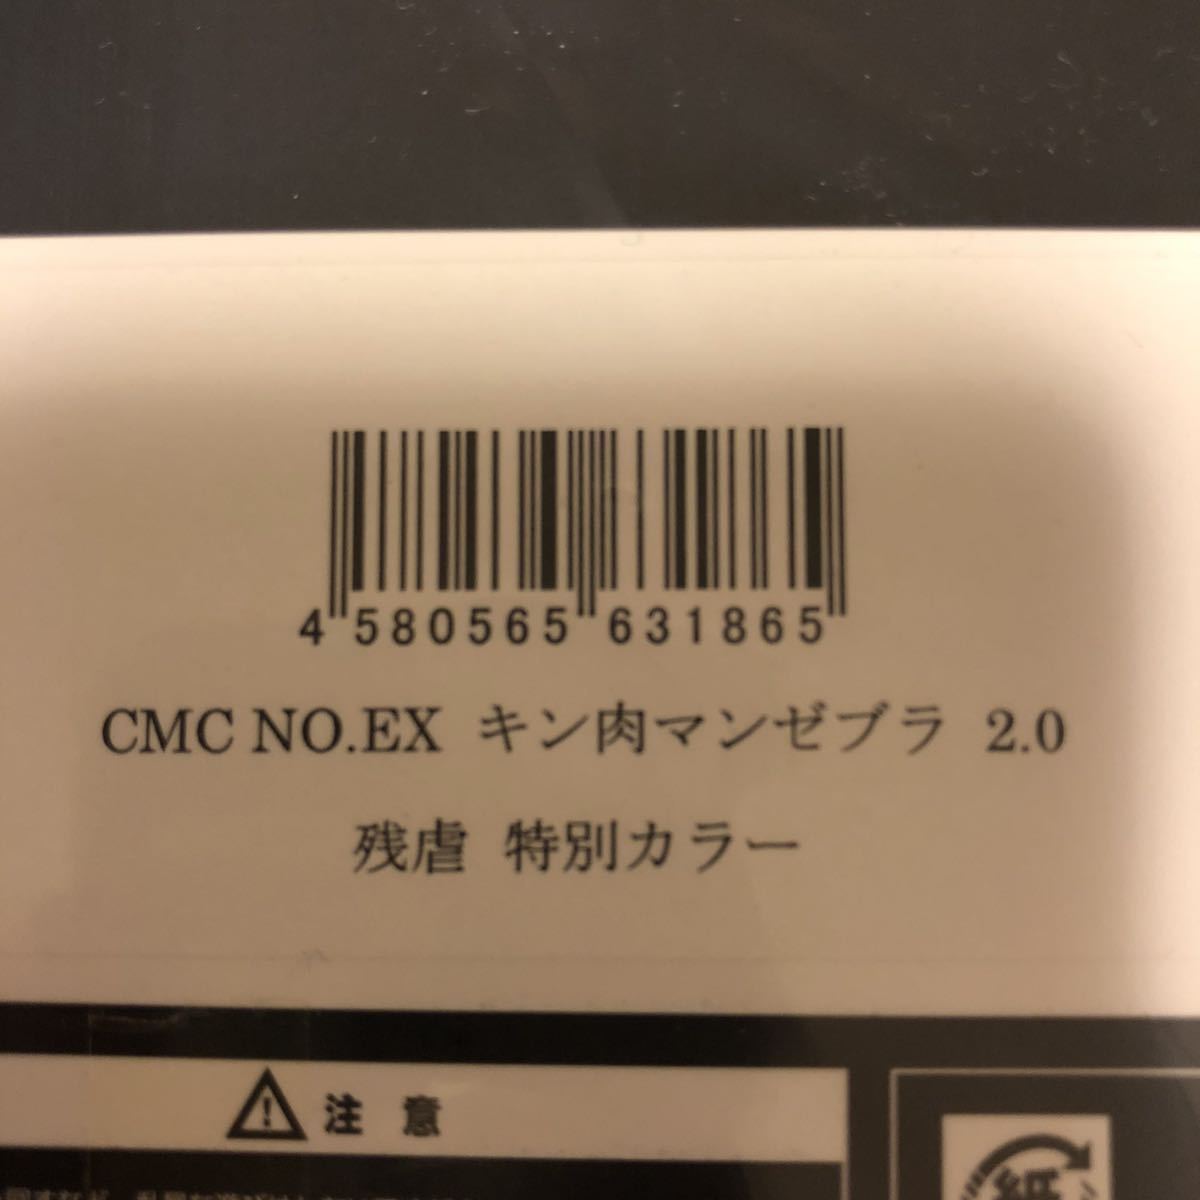 4 580565 631865
CMC NO.EX キン肉マンゼブラ 2.0
残虐 特別カラー
注 意
紙